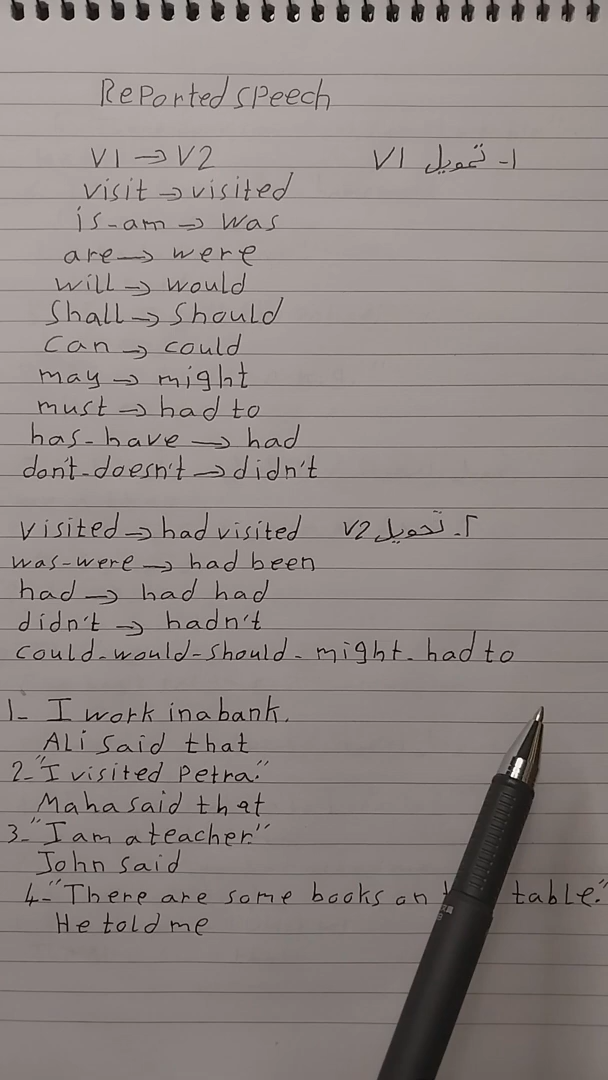 Reported speech
V1 → V2 ١- تحويل V1
visit → visited
is-am → was
are → were
will → would
Shall → Should
Can → could
may → might
must → had to
has-have → had
don't-doesn't → didn't
visited → had visited ٢- تحويل V2
was-were → had been
had → had had
didn't → hadn't
could-would-should-might-had to
1- I work in a bank.
ALi said that
2- "I visited Petra."
Maha said that
3- "I am a teacher."
John said
4- "There are some books on table."
He told me